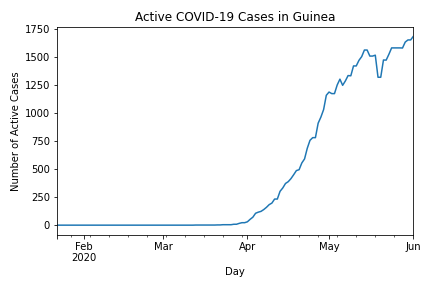 Active COVID-19 Cases in Guinea
1750
1500
1250
1000
750
500
250
0
Number of Active Cases
Feb Mar Apr May Jun
2020
Day